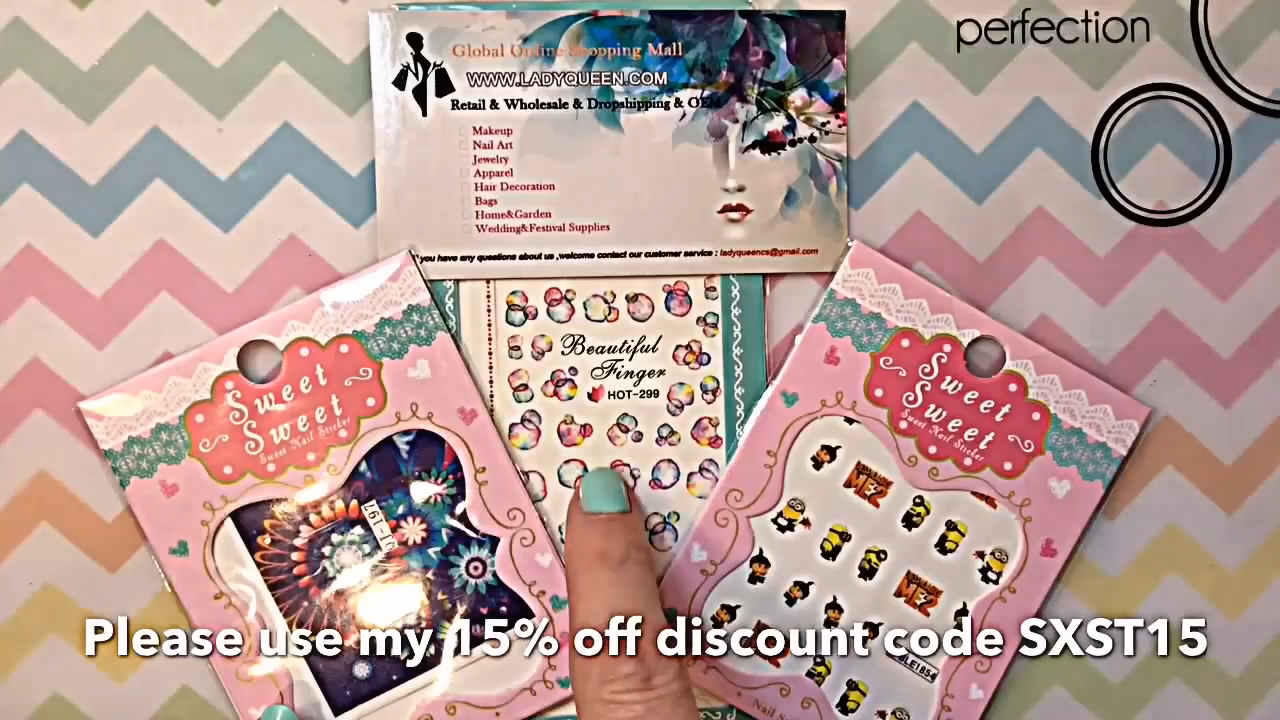 perfection
Global Online Shopping Mall
WWW.LADYQUEEN.COM
Retail & Wholesale & Dropshipping & OEM
Makeup
Nail Art
Jewelry
Apparel
Hair Decoration
Bags
Home&Garden
Wedding&Festival Supplies
you have any questions about us ,welcome contact our customer service : ladyqueencs@gmail.com
Beautiful
Finger
HOT-299
Sweet
Sweet
Sweet Nail Sticker
Sweet
Sweet
Sweet Nail Sticker
ME2
ME2
BLE1854
Please use my 15% off discount code SXST15